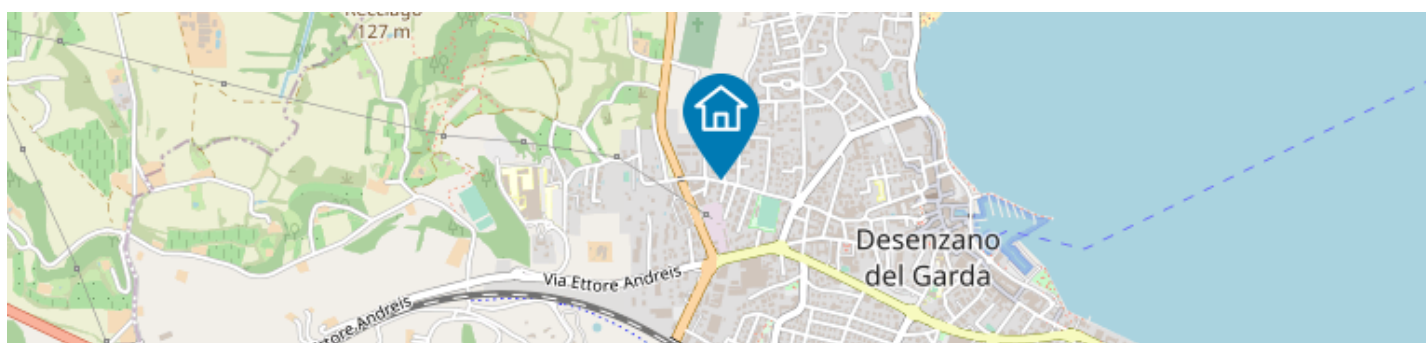 127 m
Desenzano
del Garda
Via Ettore Andreis
ttore Andreis